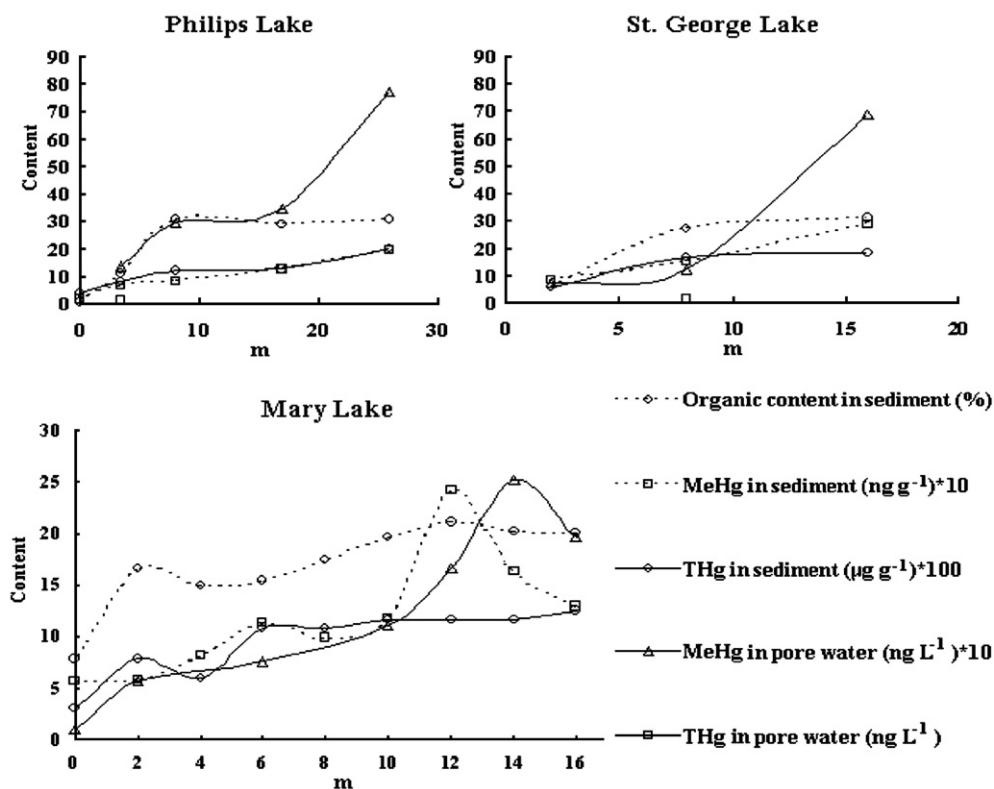 Philips Lake
Content
90
80
70
60
50
40
30
20
10
0
0 10 20 30
m
St. George Lake
Content
90
80
70
60
50
40
30
20
10
0
0 5 10 15 20
m
Mary Lake
Content
30
25
20
15
10
5
0
0 2 4 6 8 10 12 14 16
m
Organic content in sediment (%)
MeHg in sediment (ng g⁻¹)*10
THg in sediment (µg g⁻¹)*100
MeHg in pore water (ng L⁻¹ )*10
THg in pore water (ng L⁻¹ )